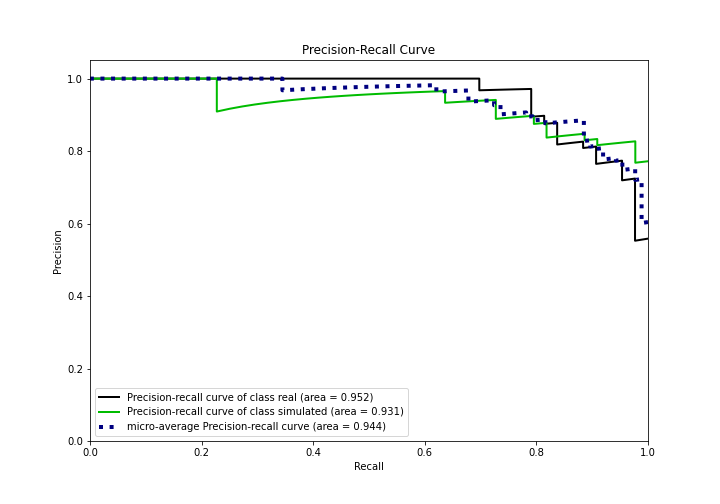 Precision-Recall Curve
1.0
0.8
0.6
0.4
0.2
0.0
Precision
Precision-recall curve of class real (area = 0.952)
Precision-recall curve of class simulated (area = 0.931)
micro-average Precision-recall curve (area = 0.944)
0.0 0.2 0.4 0.6 0.8 1.0
Recall